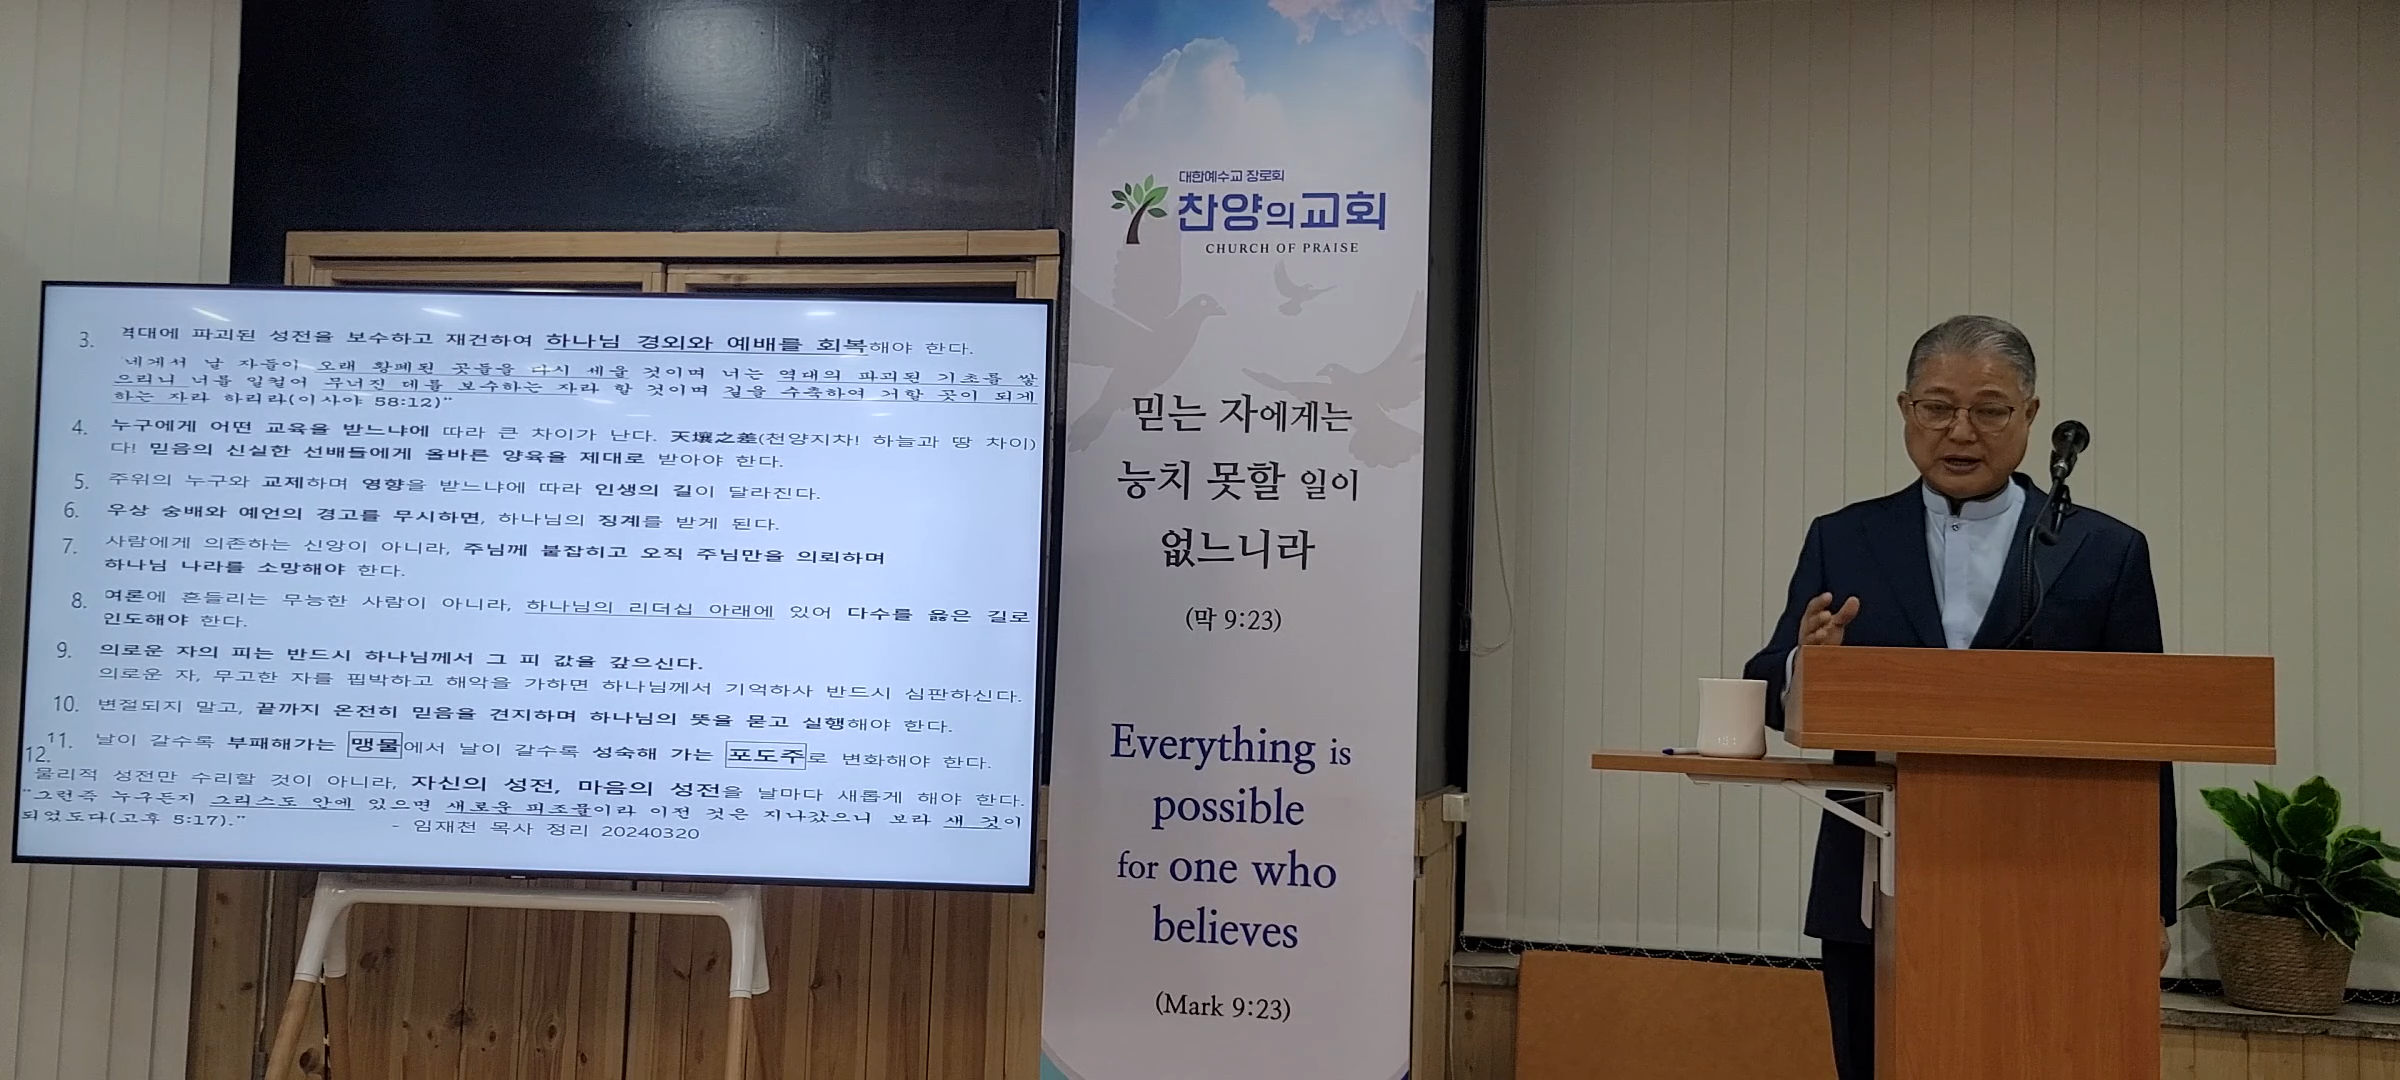 3. 역대에 파괴된 성전을 보수하고 재건하여 하나님 경외와 예배를 회복해야 한다.
네게서 날 자들이 오래 황폐된 곳들을 다시 세울 것이며 너는 역대의 파괴된 기초를 쌓
으리니 너를 일컬어 무너진 데를 보수하는 자라 할 것이며 길을 수축하여 거할 곳이 되게
하는 자라 하리라(이사야 58:12)"
4. 누구에게 어떤 교육을 받느냐에 따라 큰 차이가 난다. 天壤之差(천양지차! 하늘과 땅 차이)
다! 믿음의 신실한 선배들에게 올바른 양육을 제대로 받아야 한다.
5. 주위의 누구와 교제하며 영향을 받느냐에 따라 인생의 길이 달라진다.
6. 우상 숭배와 예언의 경고를 무시하면, 하나님의 징계를 받게 된다.
7. 사람에게 의존하는 신앙이 아니라, 주님께 붙잡히고 오직 주님만을 의뢰하며
하나님 나라를 소망해야 한다.
8. 여론에 흔들리는 무능한 사람이 아니라, 하나님의 리더십 아래에 있어 다수를 옳은 길로
인도해야 한다.
9. 의로운 자의 피는 반드시 하나님께서 그 피 값을 갚으신다.
의로운 자, 무고한 자를 핍박하고 해악을 가하면 하나님께서 기억하사 반드시 심판하신다.
10. 변절되지 말고, 끝까지 온전히 믿음을 견지하며 하나님의 뜻을 묻고 실행해야 한다.
11. 날이 갈수록 부패해가는 맹물에서 날이 갈수록 성숙해 가는 포도주로 변화해야 한다.
12. 물리적 성전만 수리할 것이 아니라, 자신의 성전, 마음의 성전을 날마다 새롭게 해야 한다.
"그런즉 누구든지 그리스도 안에 있으면 새로운 피조물이라 이전 것은 지나갔으니 보라 새 것이
되었도다(고후 5:17)."
- 임재천 목사 정리 20240320
대한예수교 장로회
찬양의교회
CHURCH OF PRAISE
믿는 자에게는
능치 못할 일이
없느니라
(막 9:23)
Everything is
possible
for one who
believes
(Mark 9:23)